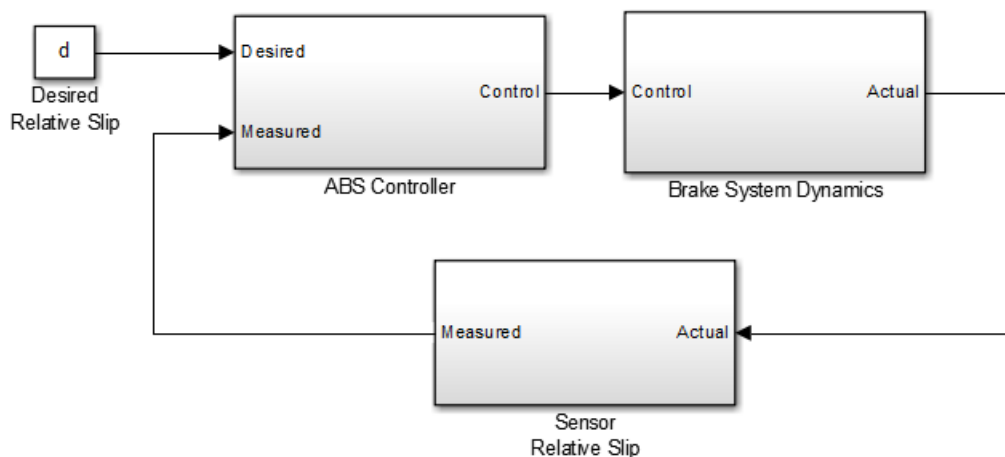 d
Desired
Relative Slip
Desired
Measured
Control
ABS Controller
Control
Actual
Brake System Dynamics
Measured
Actual
Sensor
Relative Slip